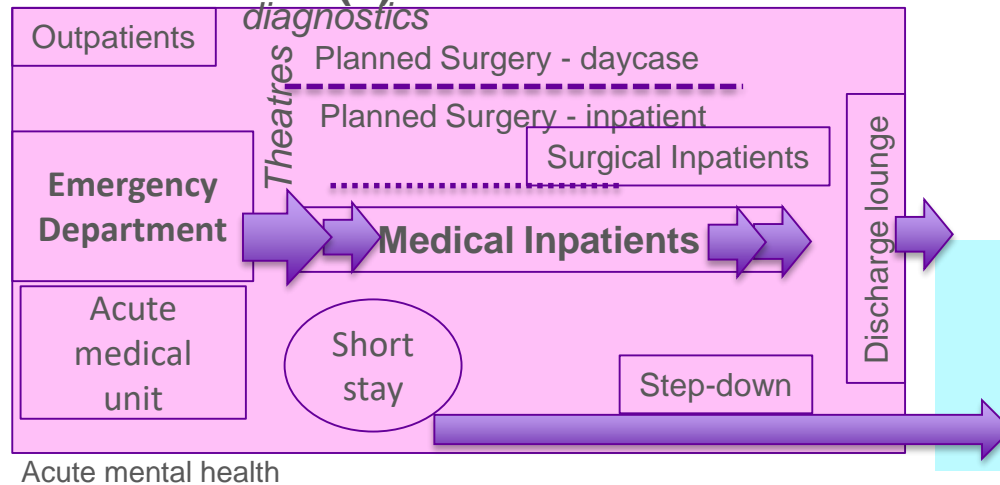 diagnostics
Outpatients
Theatres
Planned Surgery - daycase
Planned Surgery - inpatient
Surgical Inpatients
Emergency
Department
Medical Inpatients
Discharge lounge
Acute
medical
unit
Short
stay
Step-down
Acute mental health